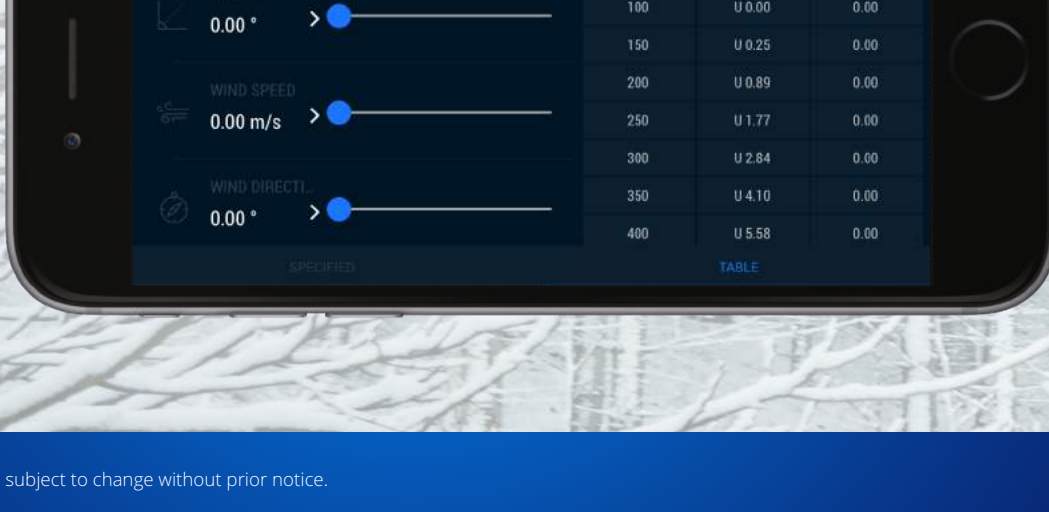 0.00 °
WIND SPEED
0.00 m/s
WIND DIRECTI...
0.00 °
100 U 0.00 0.00
150 U 0.25 0.00
200 U 0.89 0.00
250 U 1.77 0.00
300 U 2.84 0.00
350 U 4.10 0.00
400 U 5.58 0.00
SPECIFIED
TABLE
subject to change without prior notice.